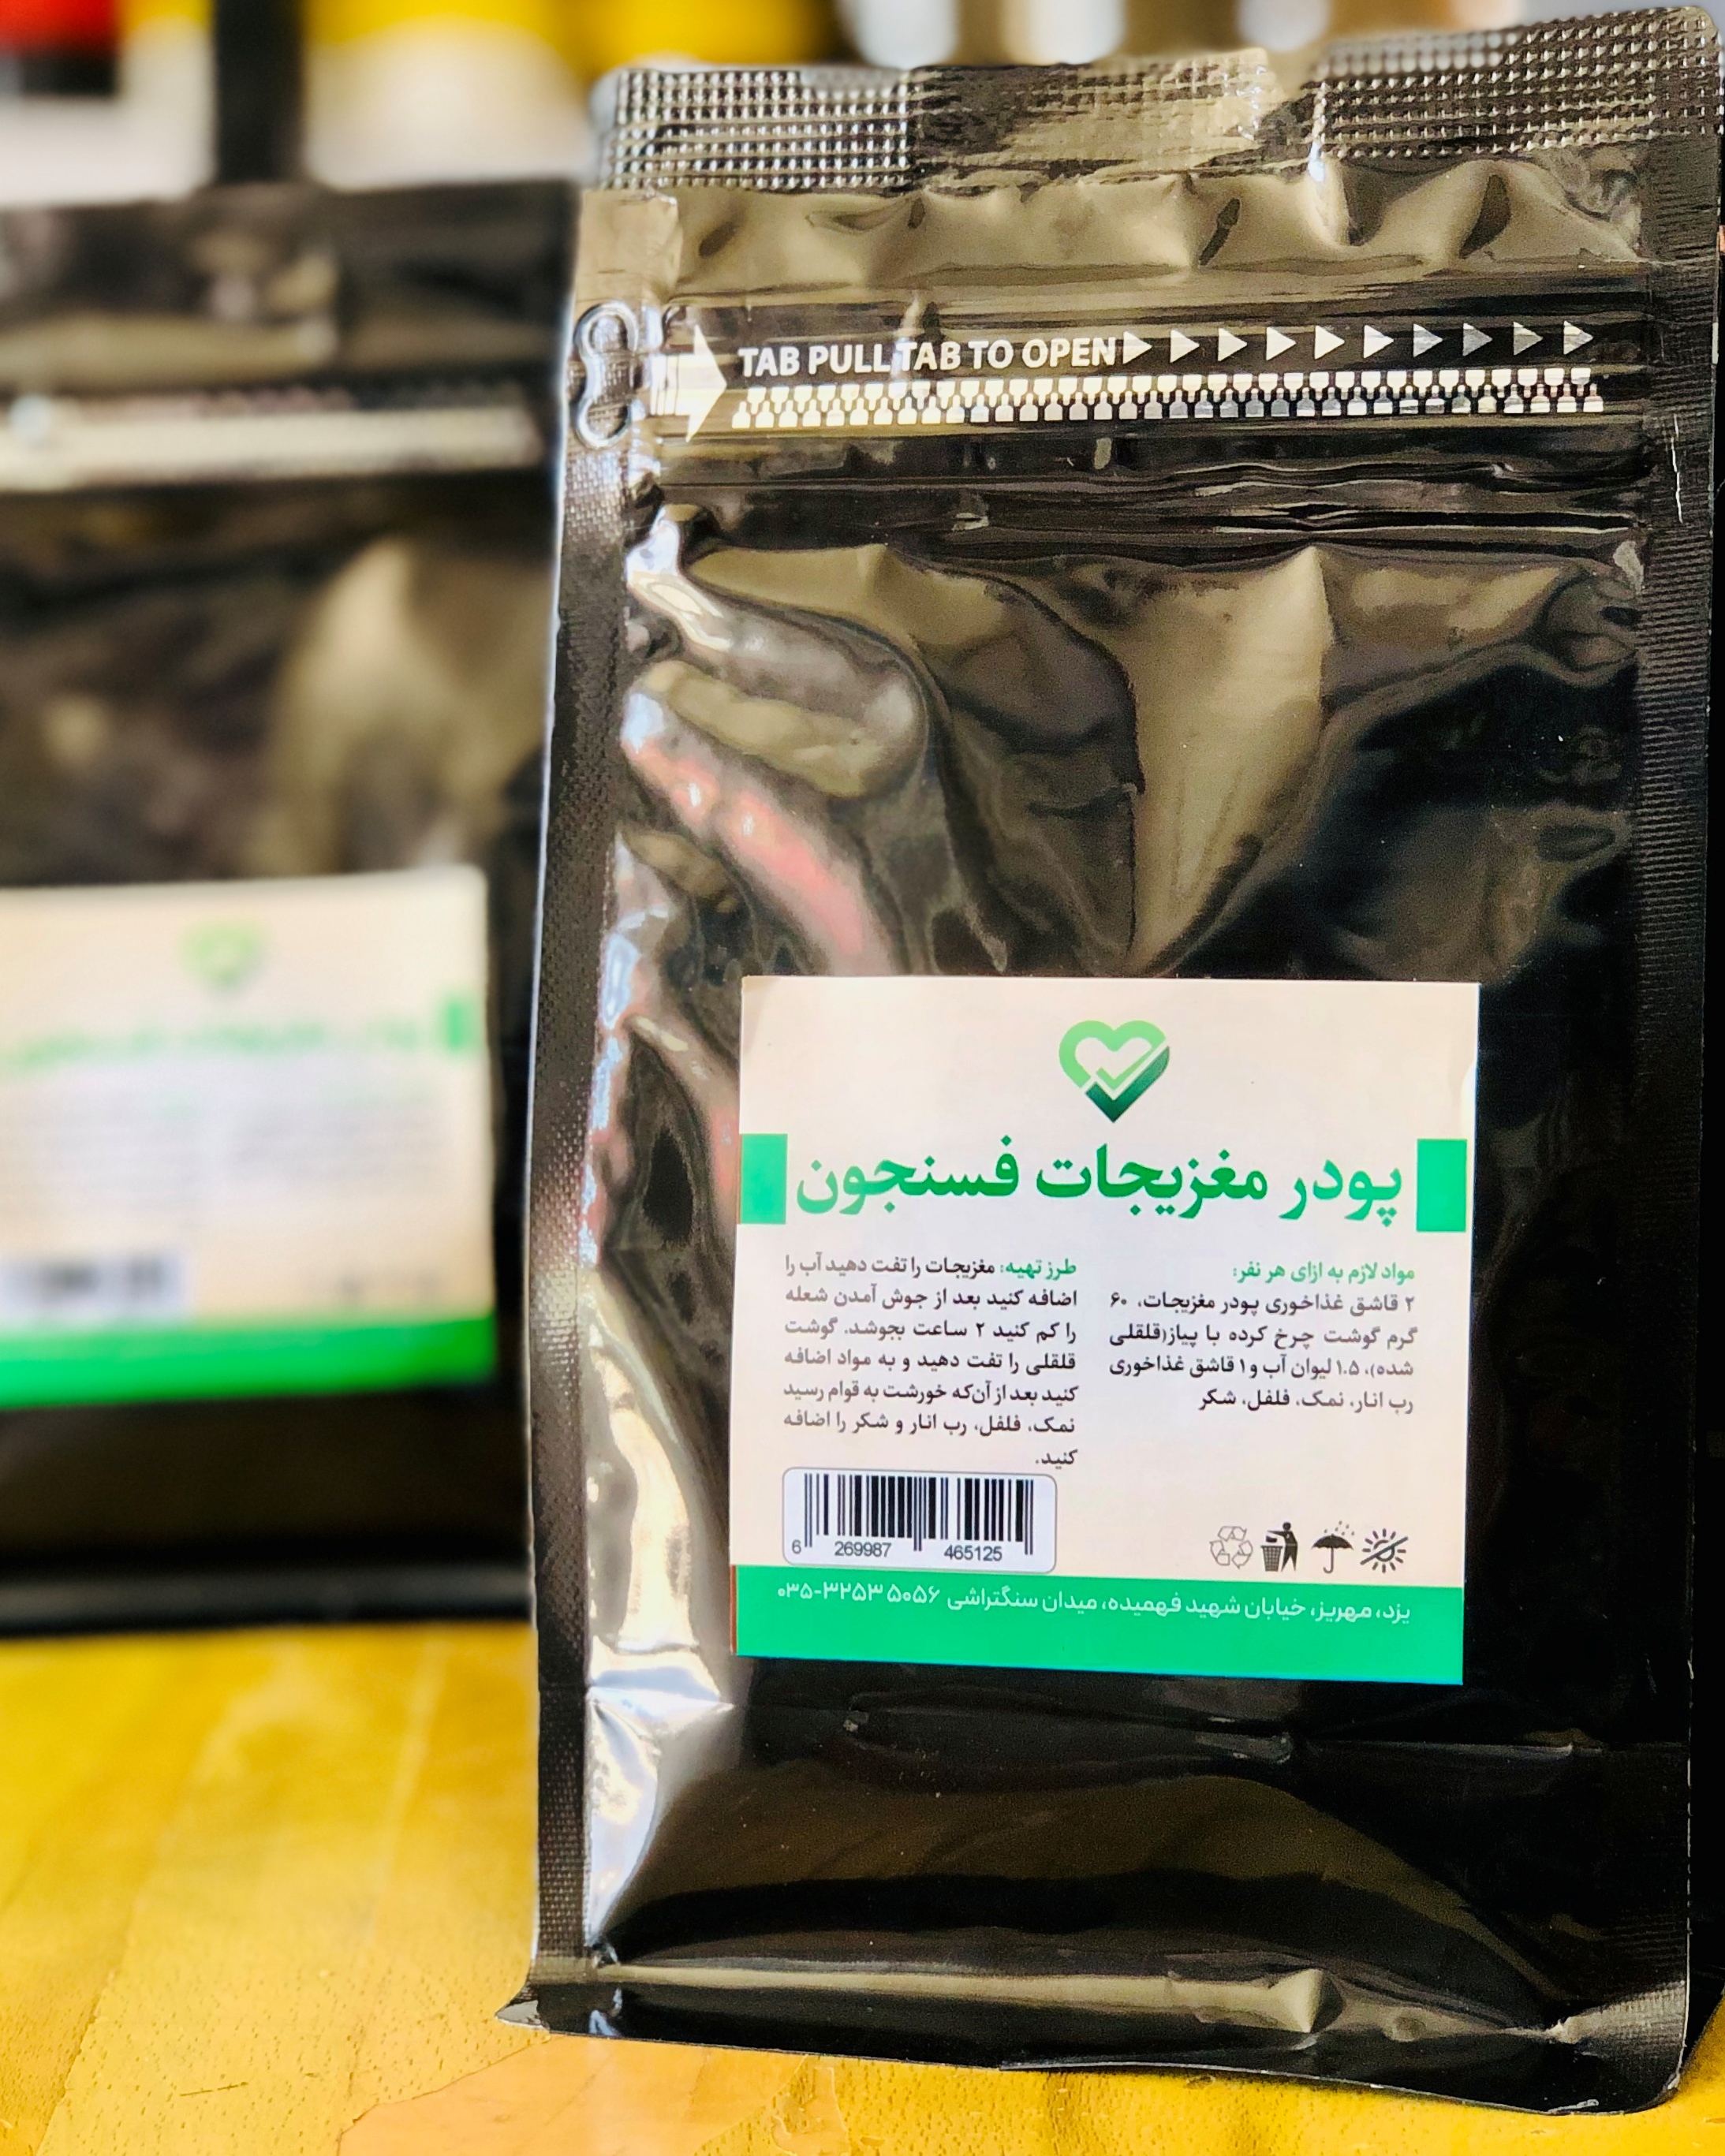 TAB PULL TAB TO OPEN
پودر مغزیجات فسنجون
مواد لازم به ازای هر نفر:
۲ قاشق غذاخوری پودر مغزیجات، ۶۰
گرم گوشت چرخ کرده با پیاز(قلقلی
شده)، ۱.۵ لیوان آب و ۱ قاشق غذاخوری
رب انار، نمک، فلفل، شکر
طرز تهیه: مغزیجات را تفت دهید آب را
اضافه کنید بعد از جوش آمدن شعله
را کم کنید ۲ ساعت بجوشد. گوشت
قلقلی را تفت دهید و به مواد اضافه
کنید بعد از آن‌که خورشت به قوام رسید
نمک، فلفل، رب انار و شکر را اضافه
کنید.
6 269987 465125
یزد، مهریز، خیابان شهید فهمیده، میدان سنگتراشی ۰۳۵-۳۲۵۳ ۵۰۵۶